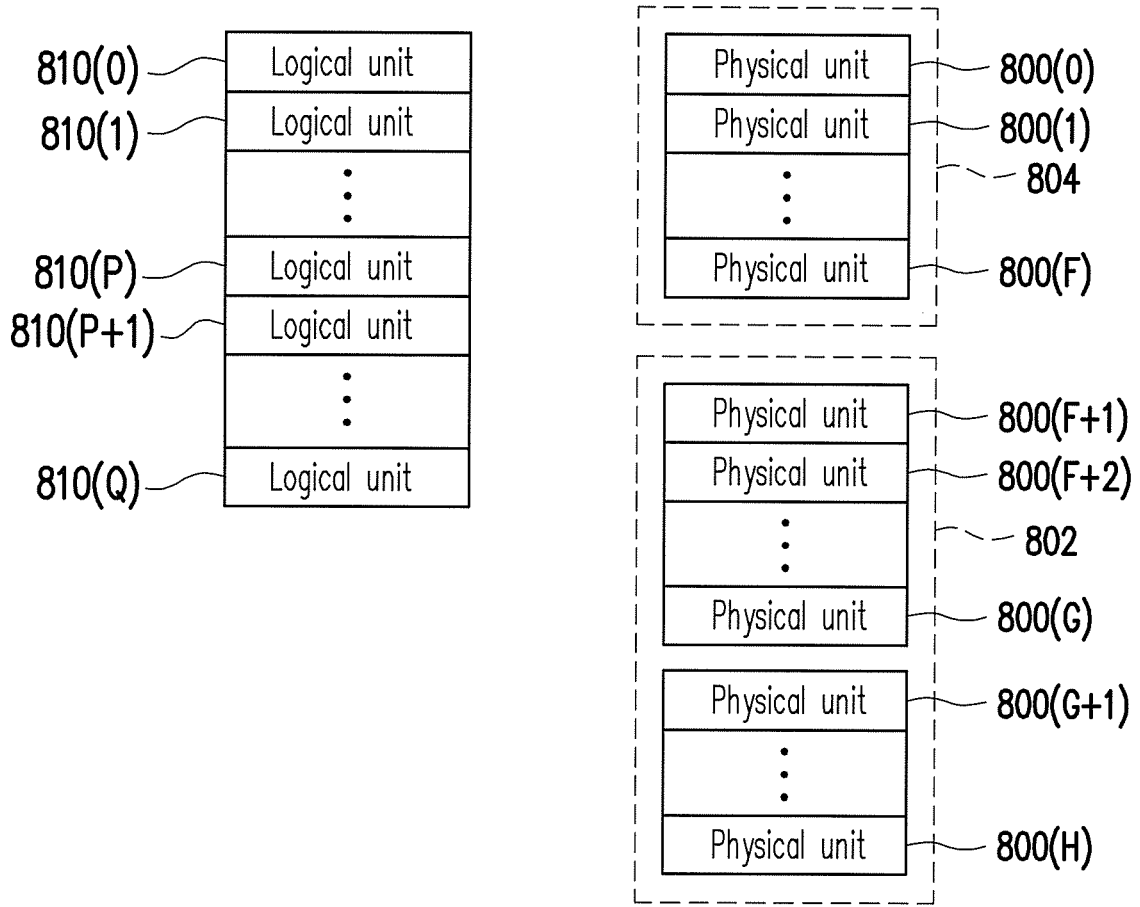 810(0) Logical unit
810(1) Logical unit
810(P) Logical unit
810(P+1) Logical unit
810(Q) Logical unit
Physical unit 800(0)
Physical unit 800(1)
804
Physical unit 800(F)
Physical unit 800(F+1)
Physical unit 800(F+2)
802
Physical unit 800(G)
Physical unit 800(G+1)
Physical unit 800(H)